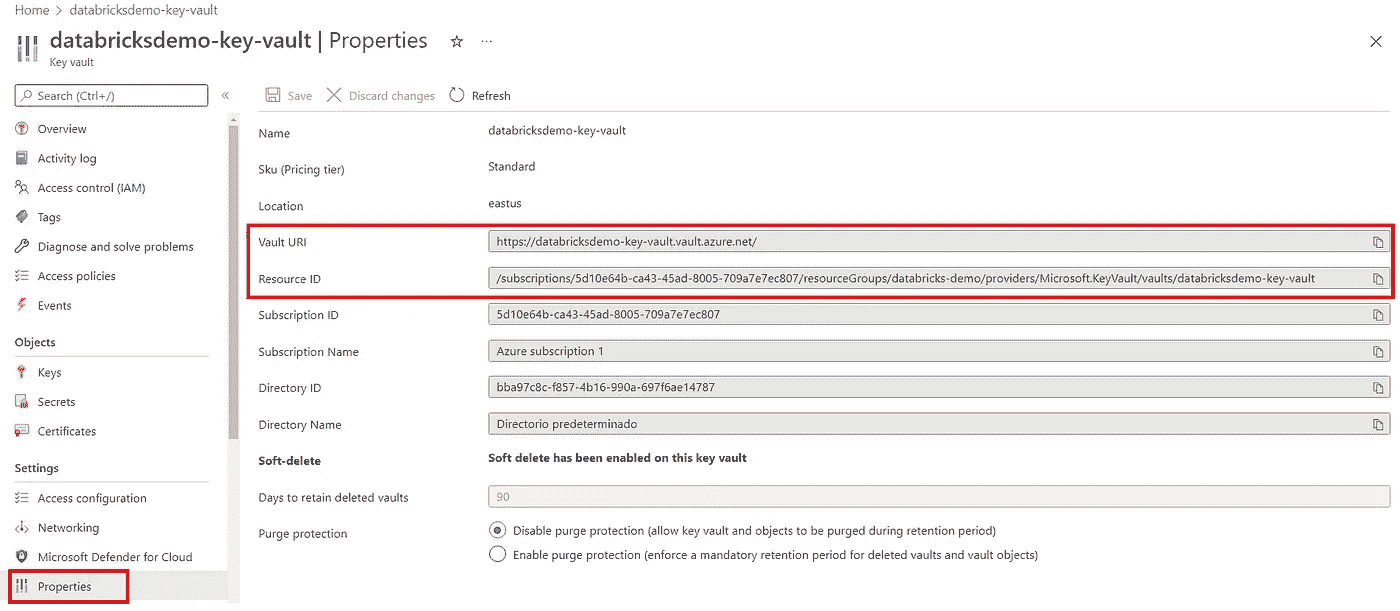 Home > databricksdemo-key-vault
databricksdemo-key-vault | Properties
Key vault
Search (Ctrl+/)
«
Save
Discard changes
Refresh
Overview
Activity log
Access control (IAM)
Tags
Diagnose and solve problems
Access policies
Events
Objects
Keys
Secrets
Certificates
Settings
Access configuration
Networking
Microsoft Defender for Cloud
Properties
Name databricksdemo-key-vault
Sku (Pricing tier) Standard
Location eastus
Vault URI https://databricksdemo-key-vault.vault.azure.net/
Resource ID /subscriptions/5d10e64b-ca43-45ad-8005-709a7e7ec807/resourceGroups/databricks-demo/providers/Microsoft.KeyVault/vaults/databricksdemo-key-vault
Subscription ID 5d10e64b-ca43-45ad-8005-709a7e7ec807
Subscription Name Azure subscription 1
Directory ID bba97c8c-f857-4b16-990a-697f6ae14787
Directory Name Directorio predeterminado
Soft-delete Soft delete has been enabled on this key vault
Days to retain deleted vaults 90
Purge protection Disable purge protection (allow key vault and objects to be purged during retention period)
Enable purge protection (enforce a mandatory retention period for deleted vaults and vault objects)